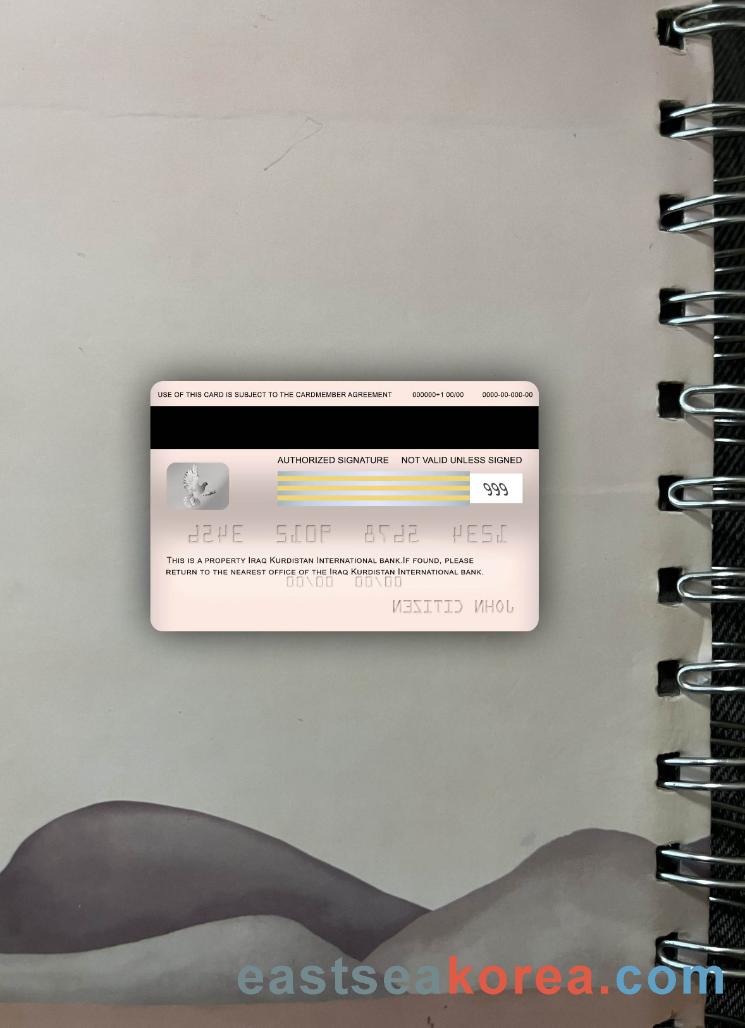 USE OF THIS CARD IS SUBJECT TO THE CARDMEMBER AGREEMENT 000000+1 00/00 0000-00-000-00
AUTHORIZED SIGNATURE NOT VALID UNLESS SIGNED
999
1234 5678 9012 3456
THIS IS A PROPERTY IRAQ KURDISTAN INTERNATIONAL BANK.IF FOUND, PLEASE
RETURN TO THE NEAREST OFFICE OF THE IRAQ KURDISTAN INTERNATIONAL BANK.
00/00 00/00
JOHN CITIZEN
eastseakorea.com